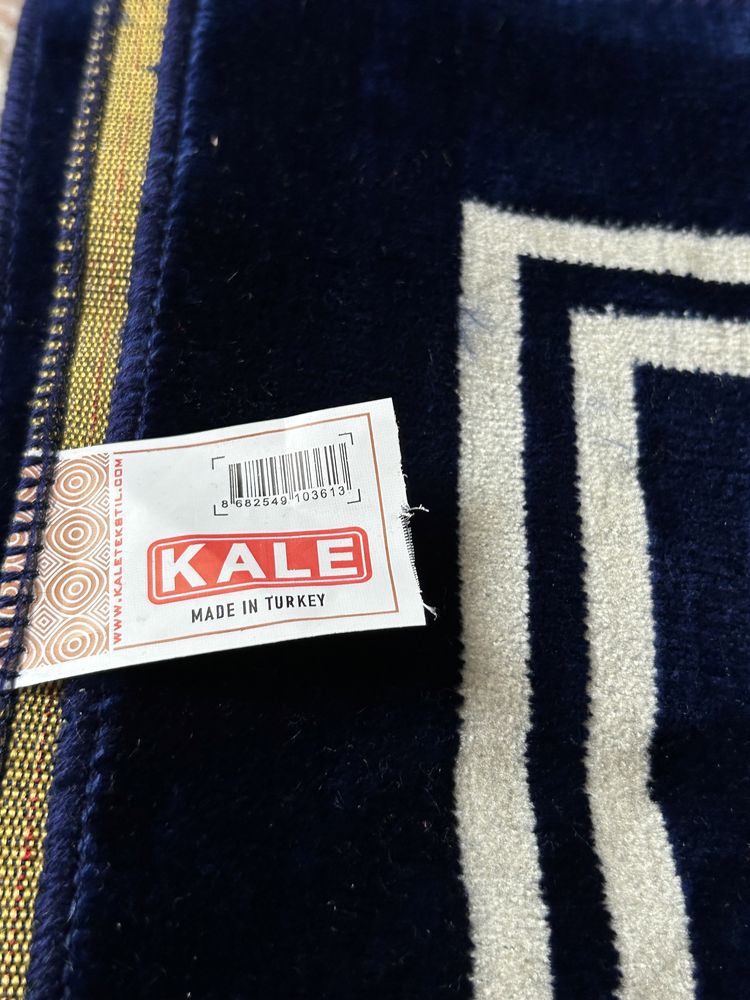 8 682549 103613
KALE
MADE IN TURKEY
WWW.KALETEKSTIL.COM